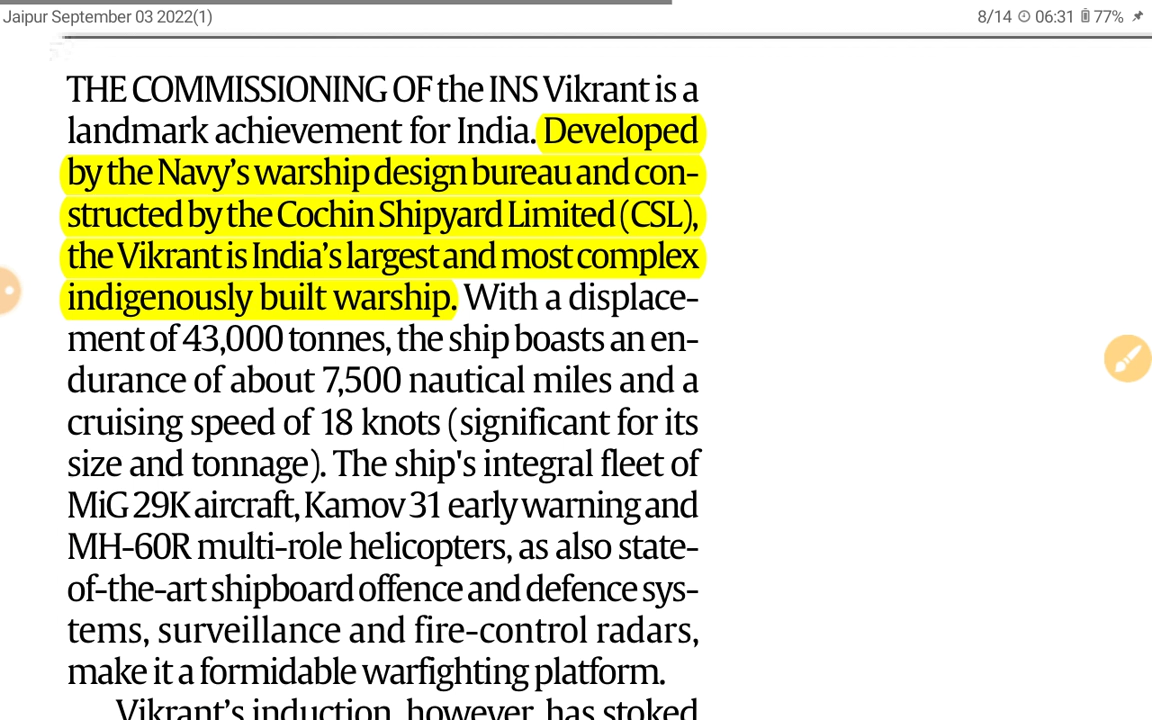 Jaipur September 03 2022(1)
8/14 06:31 77%
THE COMMISSIONING OF the INS Vikrant is a
landmark achievement for India. Developed
by the Navy’s warship design bureau and con-
structed by the Cochin Shipyard Limited (CSL),
the Vikrant is India’s largest and most complex
indigenously built warship. With a displace-
ment of 43,000 tonnes, the ship boasts an en-
durance of about 7,500 nautical miles and a
cruising speed of 18 knots (significant for its
size and tonnage). The ship's integral fleet of
MiG 29K aircraft, Kamov 31 early warning and
MH-60R multi-role helicopters, as also state-
of-the-art shipboard offence and defence sys-
tems, surveillance and fire-control radars,
make it a formidable warfighting platform.
Vikrant’s induction, however, has stoked